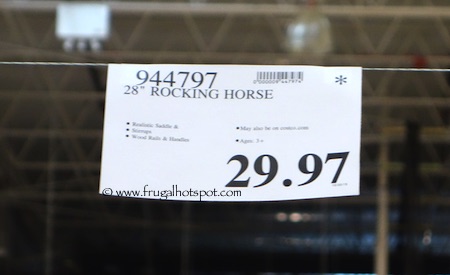 944797
*
28" ROCKING HORSE
• Realistic Saddle &
Stirrups
• Wood Rails & Handles
• May also be on costco.com
• Ages: 3+
29.97
© www.frugalhotspot.com